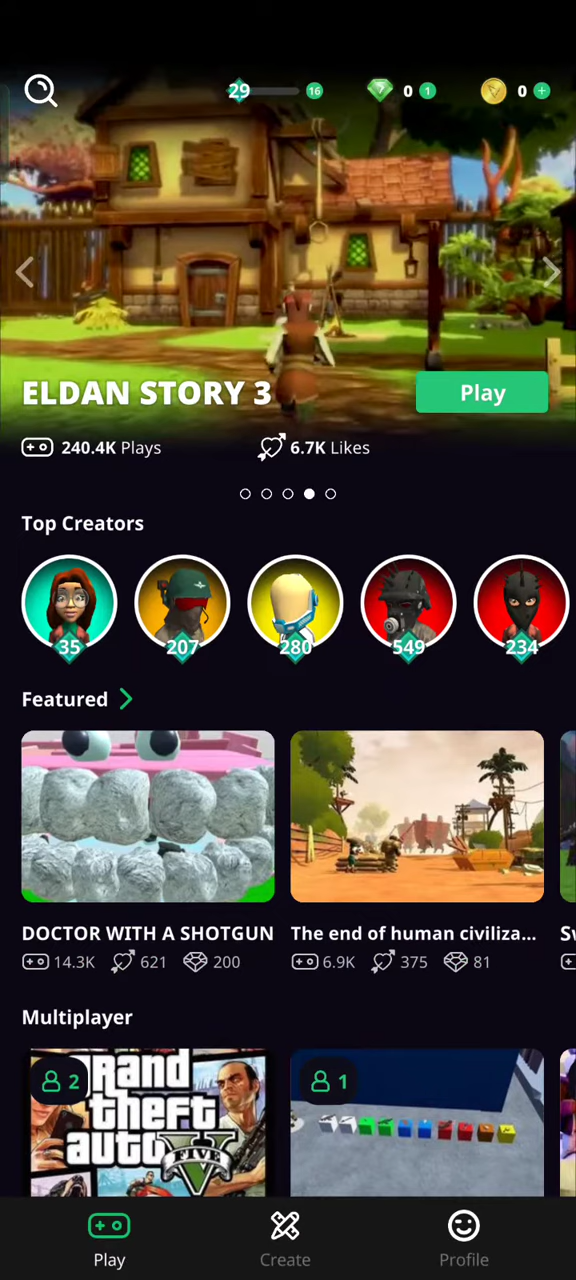 29 16 0 1 0 +
ELDAN STORY 3
Play
240.4K Plays 6.7K Likes
Top Creators
35 207 280 549 234
Featured
DOCTOR WITH A SHOTGUN
The end of human civiliza...
14.3K 621 200
6.9K 375 81
Multiplayer
2
Rand
theft
auto
V
FIVE
1
Play Create Profile